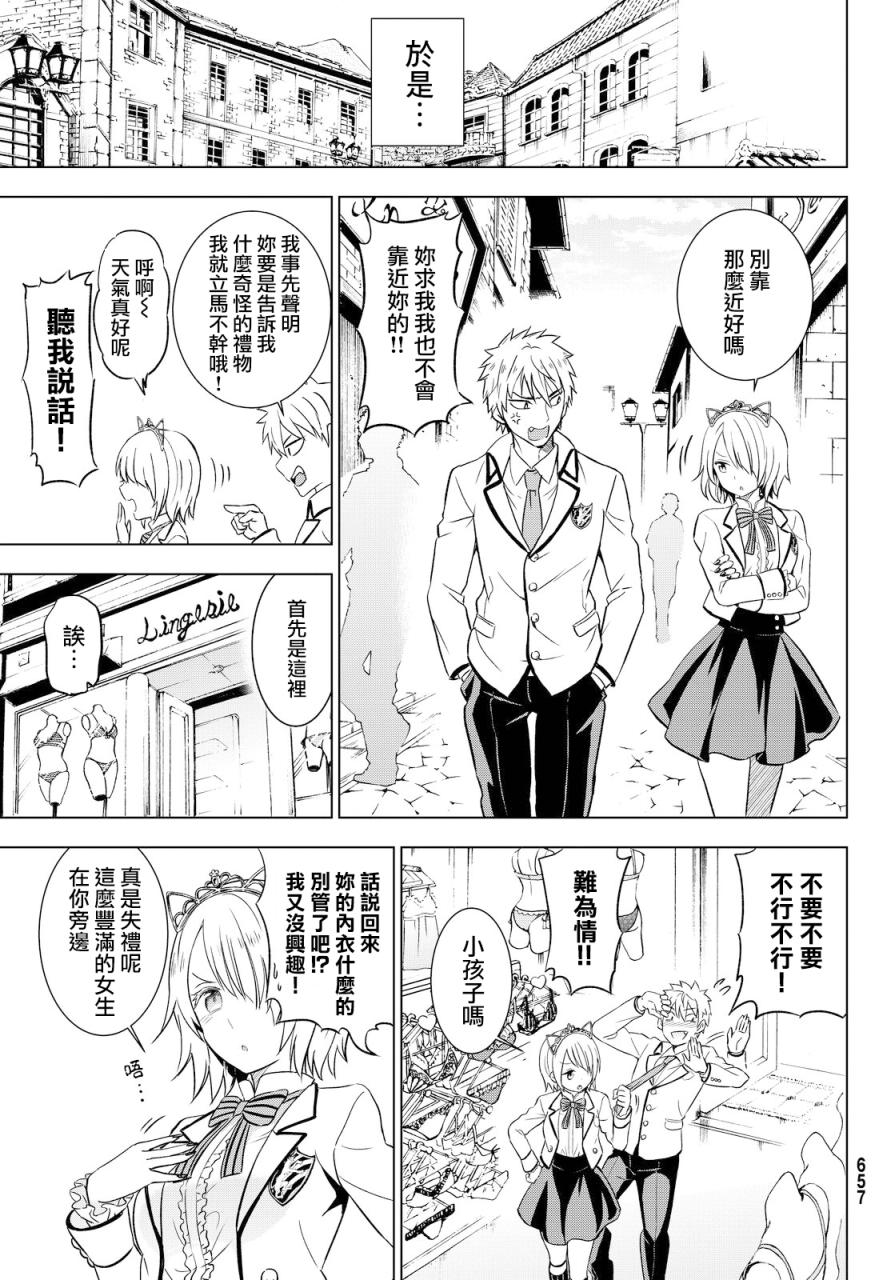 於是…
別靠
那麼近好嗎
妳求我我也不會
靠近妳的!!
我事先聲明
妳要是告訴我
什麼奇怪的禮物
我就立馬不幹哦！
呼啊～
天氣真好呢
聽我說話！
首先是這裡
Lingerie
誒…
不要不要
不行不行！
難為情!!
小孩子嗎
話說回來
妳的內衣什麼的
別管了吧!?
我又沒興趣！
真是失禮呢
這麼豐滿的女生
在你旁邊
唔…
657